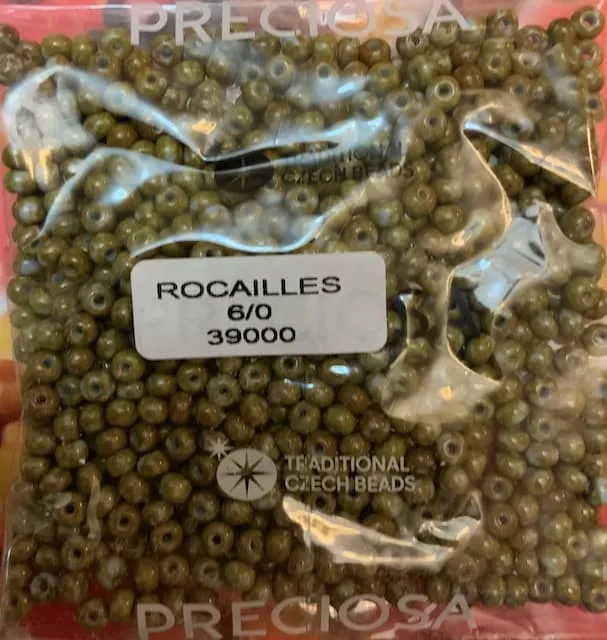 PRECIOSA
TRADITIONAL
CZECH BEADS
ROCAILLES
6/0
39000
TRADITIONAL
CZECH BEADS
PRECIOSA